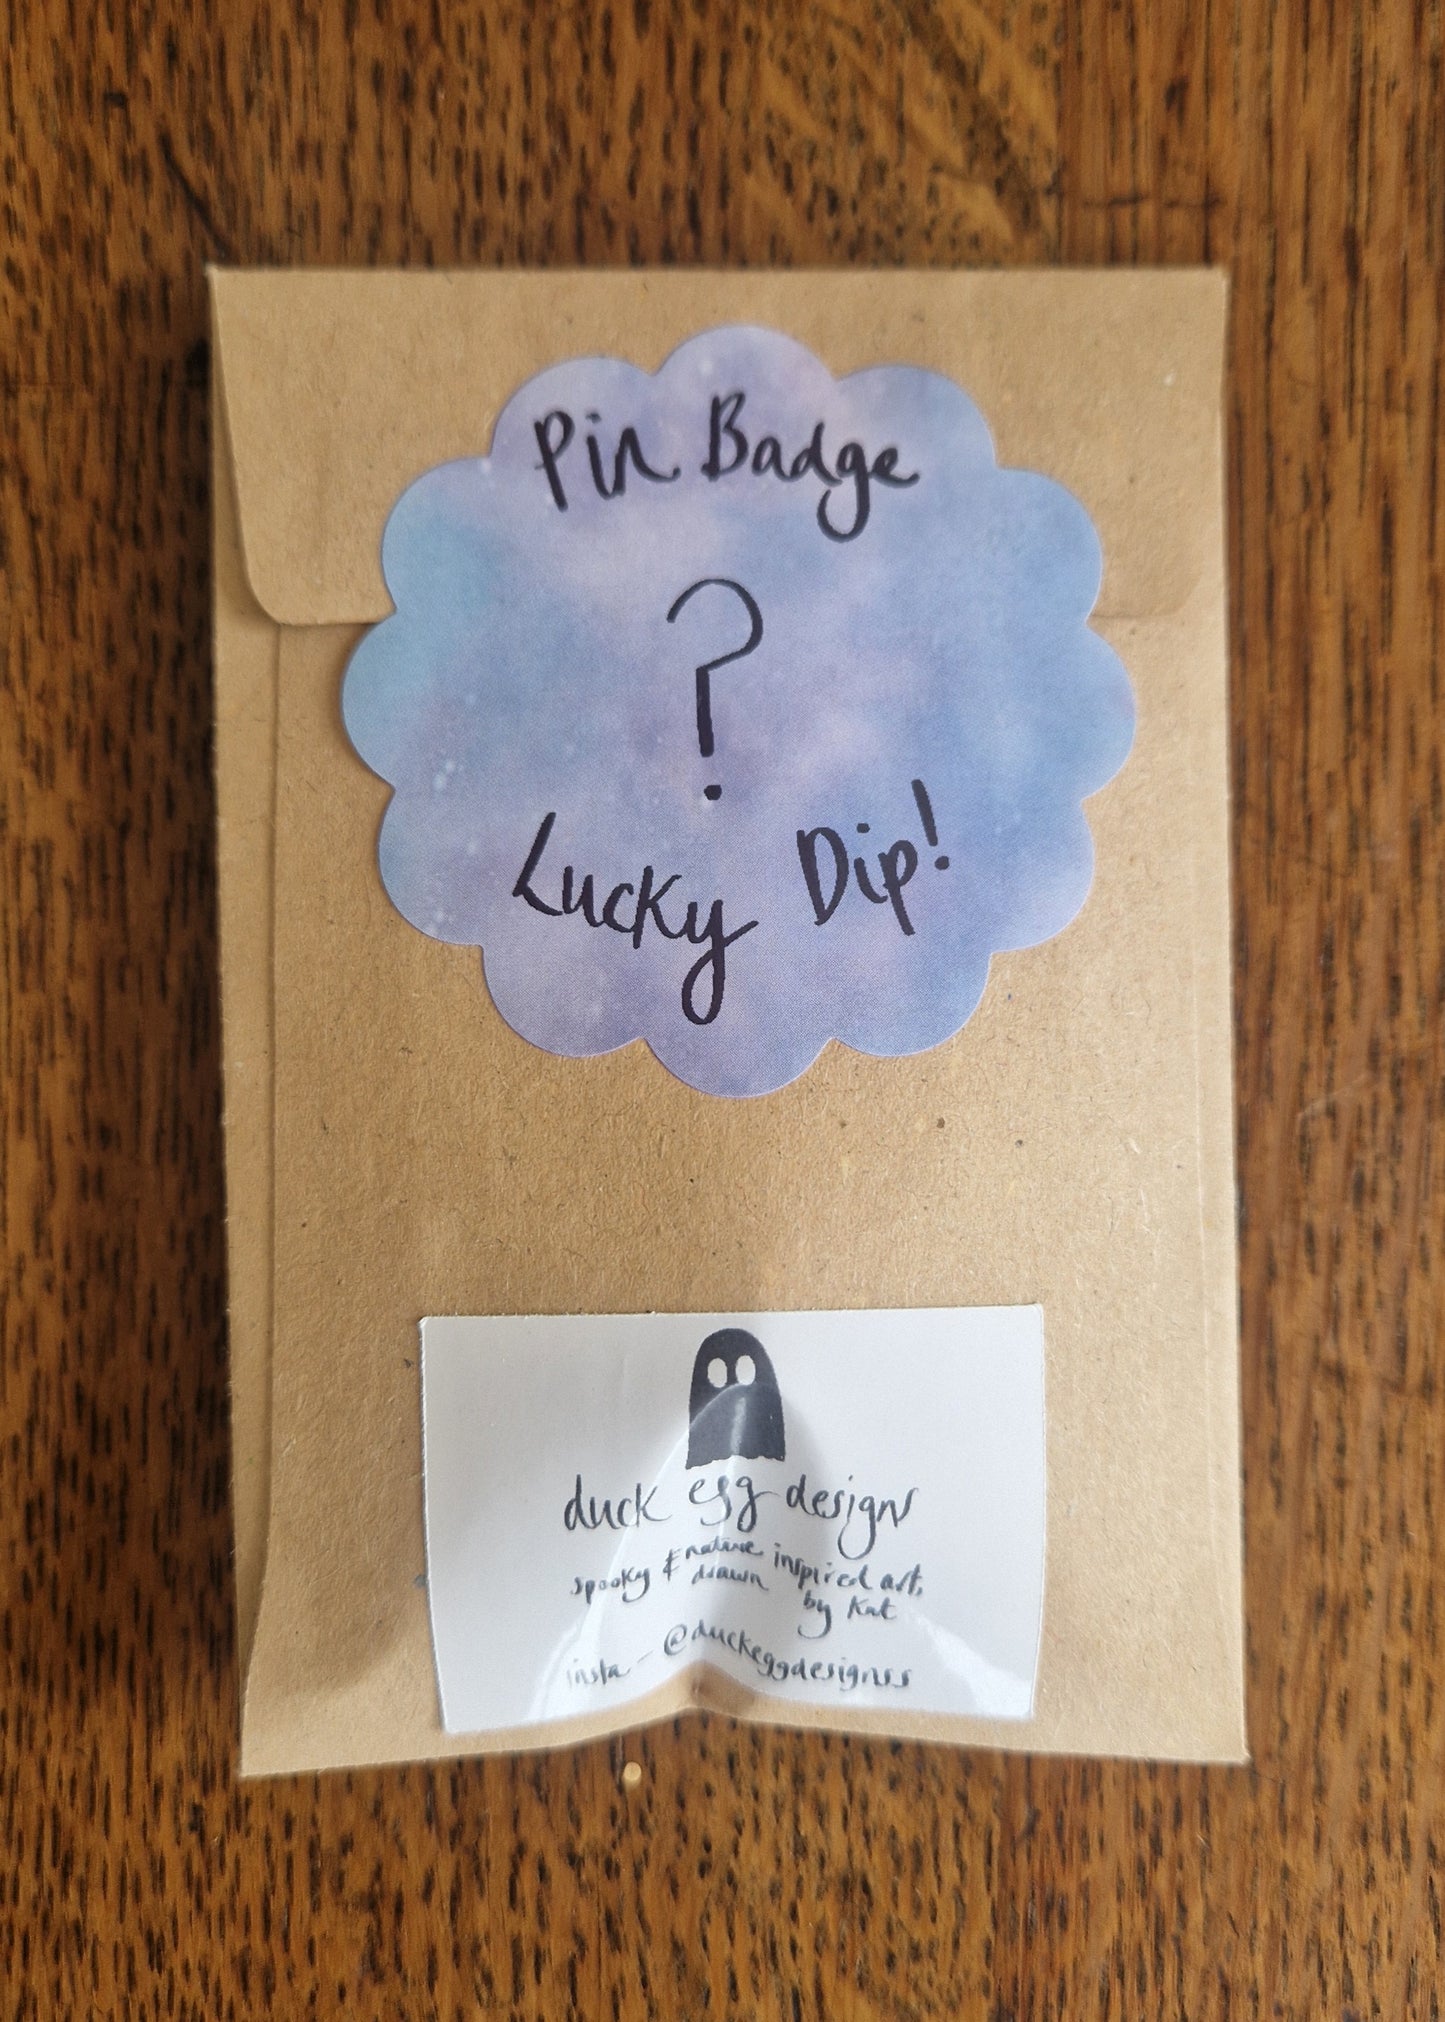 Pin Badge
?
Lucky Dip!
duck egg designs
spooky & nature inspired art,
drawn by Kat
insta - @duckeggdesignss